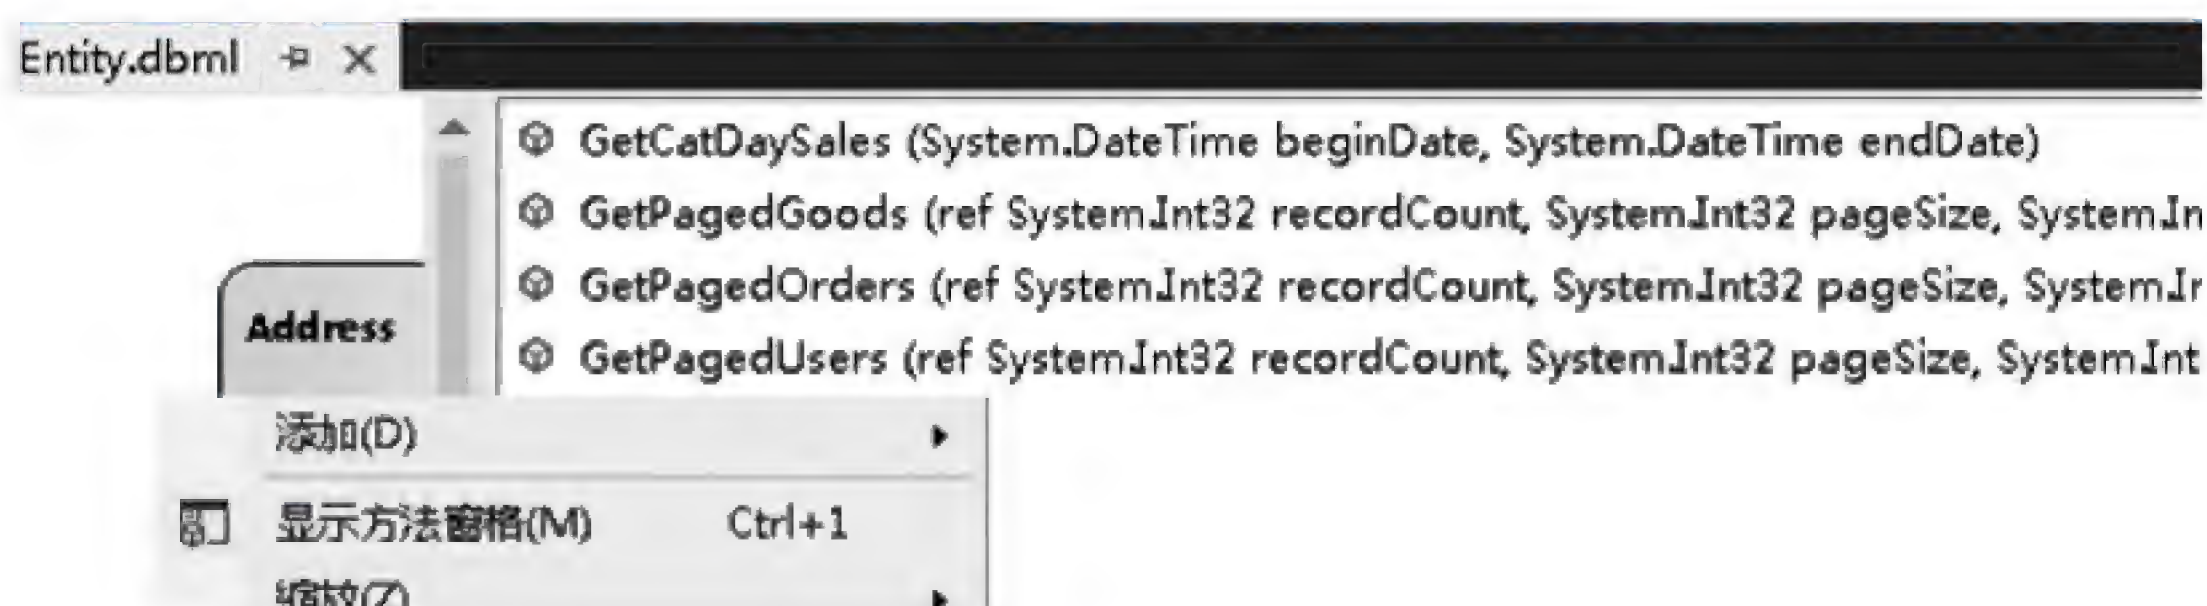 Entity.dbml
GetCatDaySales (System.DateTime beginDate, System.DateTime endDate)
GetPagedGoods (ref System.Int32 recordCount, System.Int32 pageSize, System.In
GetPagedOrders (ref System.Int32 recordCount, System.Int32 pageSize, System.Ir
Address
GetPagedUsers (ref System.Int32 recordCount, System.Int32 pageSize, System.Int
添加(D)
显示方法窗格(M) Ctrl+1
缩放(Z)